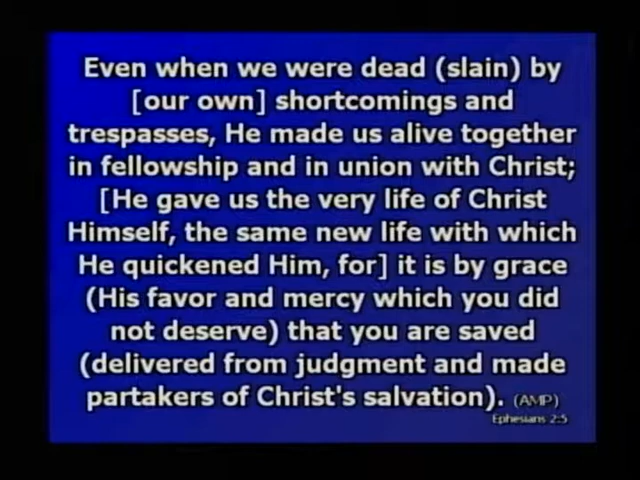 Even when we were dead (slain) by
[our own] shortcomings and
trespasses, He made us alive together
in fellowship and in union with Christ;
[He gave us the very life of Christ
Himself, the same new life with which
He quickened Him, for] it is by grace
(His favor and mercy which you did
not deserve) that you are saved
(delivered from judgment and made
partakers of Christ's salvation). (AMP)
Ephesians 2:5